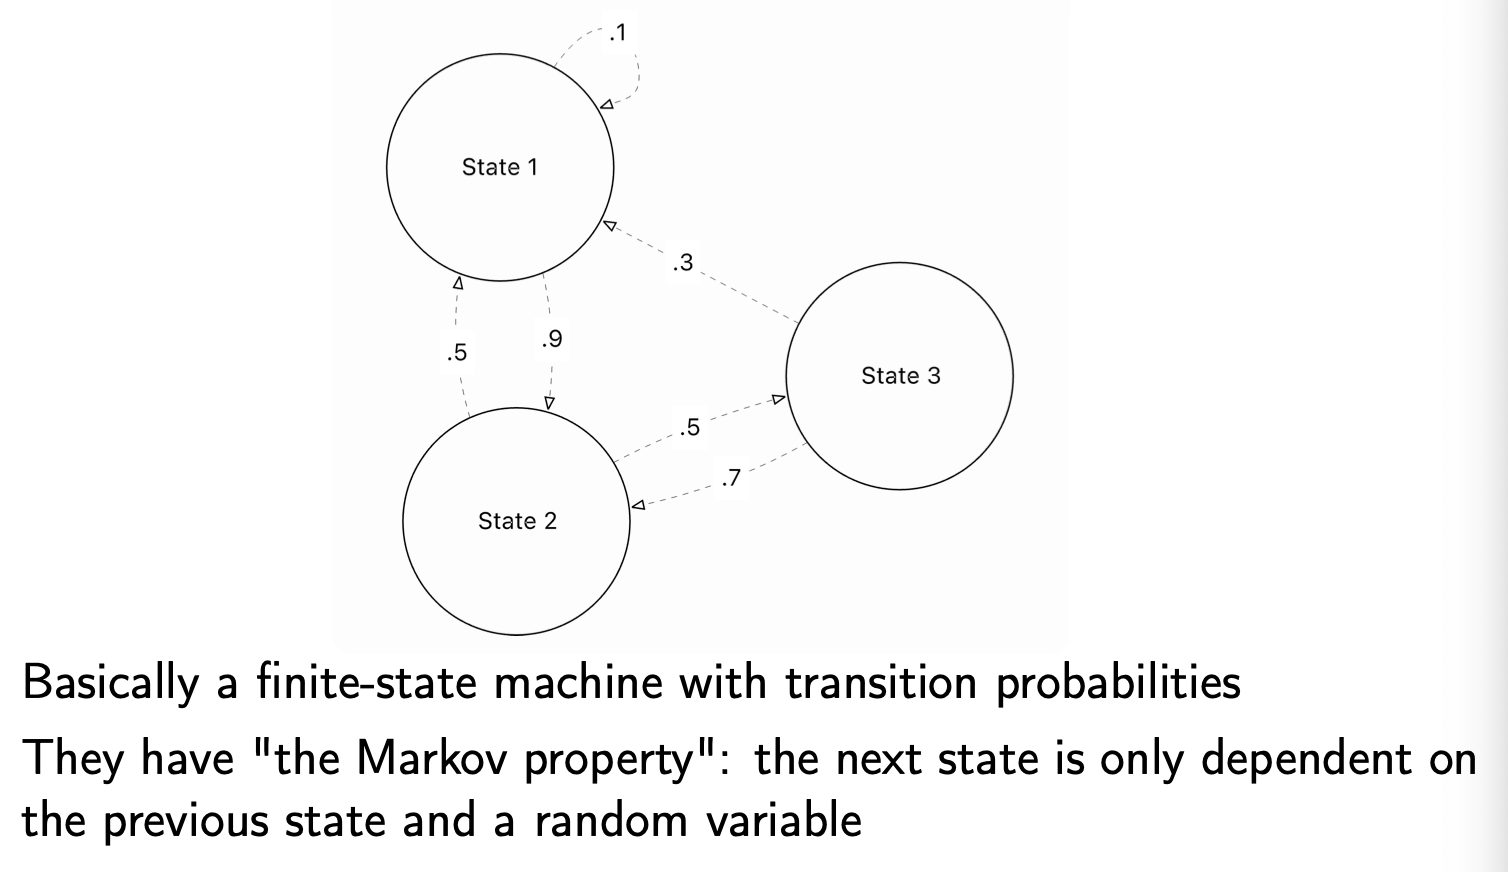 .1
State 1
.3
.9
.5
State 3
.5
.7
State 2
Basically a finite-state machine with transition probabilities
They have "the Markov property": the next state is only dependent on
the previous state and a random variable